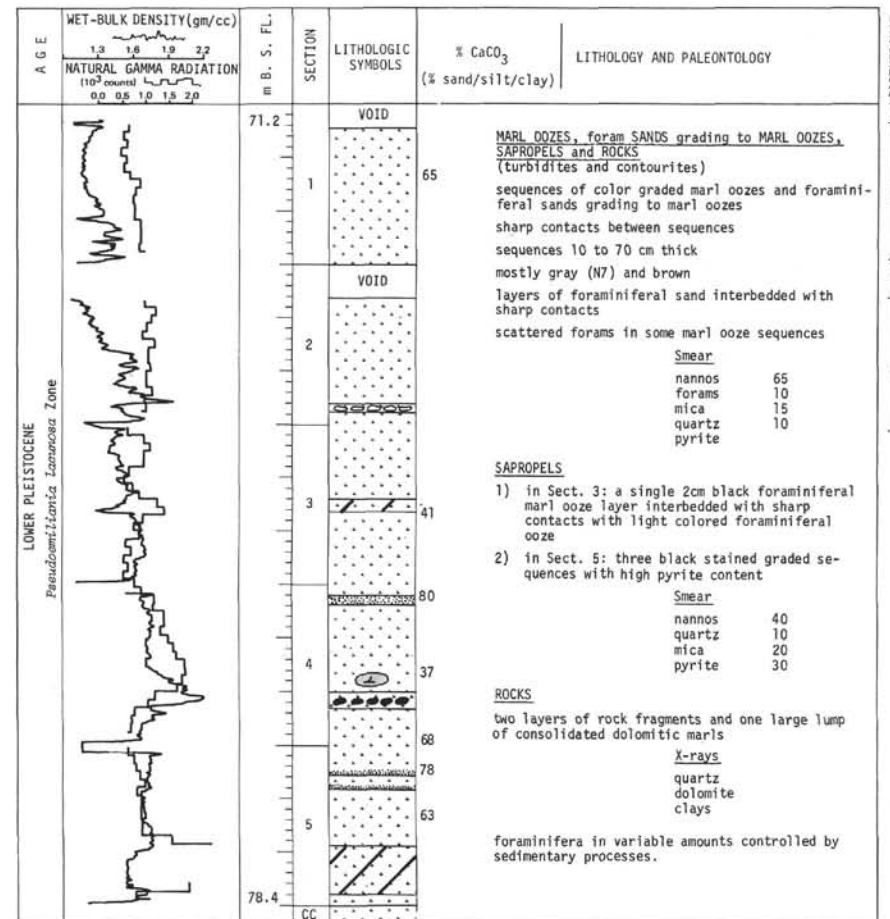 AGE
WET-BULK DENSITY(gm/cc)
1.3 1.6 1.9 2.2
NATURAL GAMMA RADIATION
(10³ counts)
0.0 0.5 1.0 1.5 2.0
m B. S. FL.
SECTION
LITHOLOGIC
SYMBOLS
% CaCO₃
(% sand/silt/clay)
LITHOLOGY AND PALEONTOLOGY
LOWER PLEISTOCENE
Pseudoemiliania lacunosa Zone
71.2
78.4
1
2
3
4
5
CC
VOID
VOID
65
41
80
37
68
78
63
MARL OOZES, foram SANDS grading to MARL OOZES,
SAPROPELS and ROCKS
(turbidites and contourites)
sequences of color graded marl oozes and foramini-
feral sands grading to marl oozes
sharp contacts between sequences
sequences 10 to 70 cm thick
mostly gray (N7) and brown
layers of foraminiferal sand interbedded with
sharp contacts
scattered forams in some marl ooze sequences
Smear
nannos 65
forams 10
mica 15
quartz 10
pyrite
SAPROPELS
1) in Sect. 3: a single 2cm black foraminiferal
marl ooze layer interbedded with sharp
contacts with light colored foraminiferal
ooze
2) in Sect. 5: three black stained graded se-
quences with high pyrite content
Smear
nannos 40
quartz 10
mica 20
pyrite 30
ROCKS
two layers of rock fragments and one large lump
of consolidated dolomitic marls
X-rays
quartz
dolomite
clays
foraminifera in variable amounts controlled by
sedimentary processes.